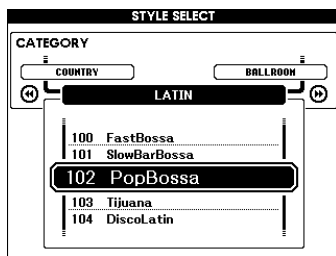 STYLE SELECT
CATEGORY
COUNTRY BALLROOM
LATIN
100 FastBossa
101 SlowBarBossa
102 PopBossa
103 Tijuana
104 DiscoLatin